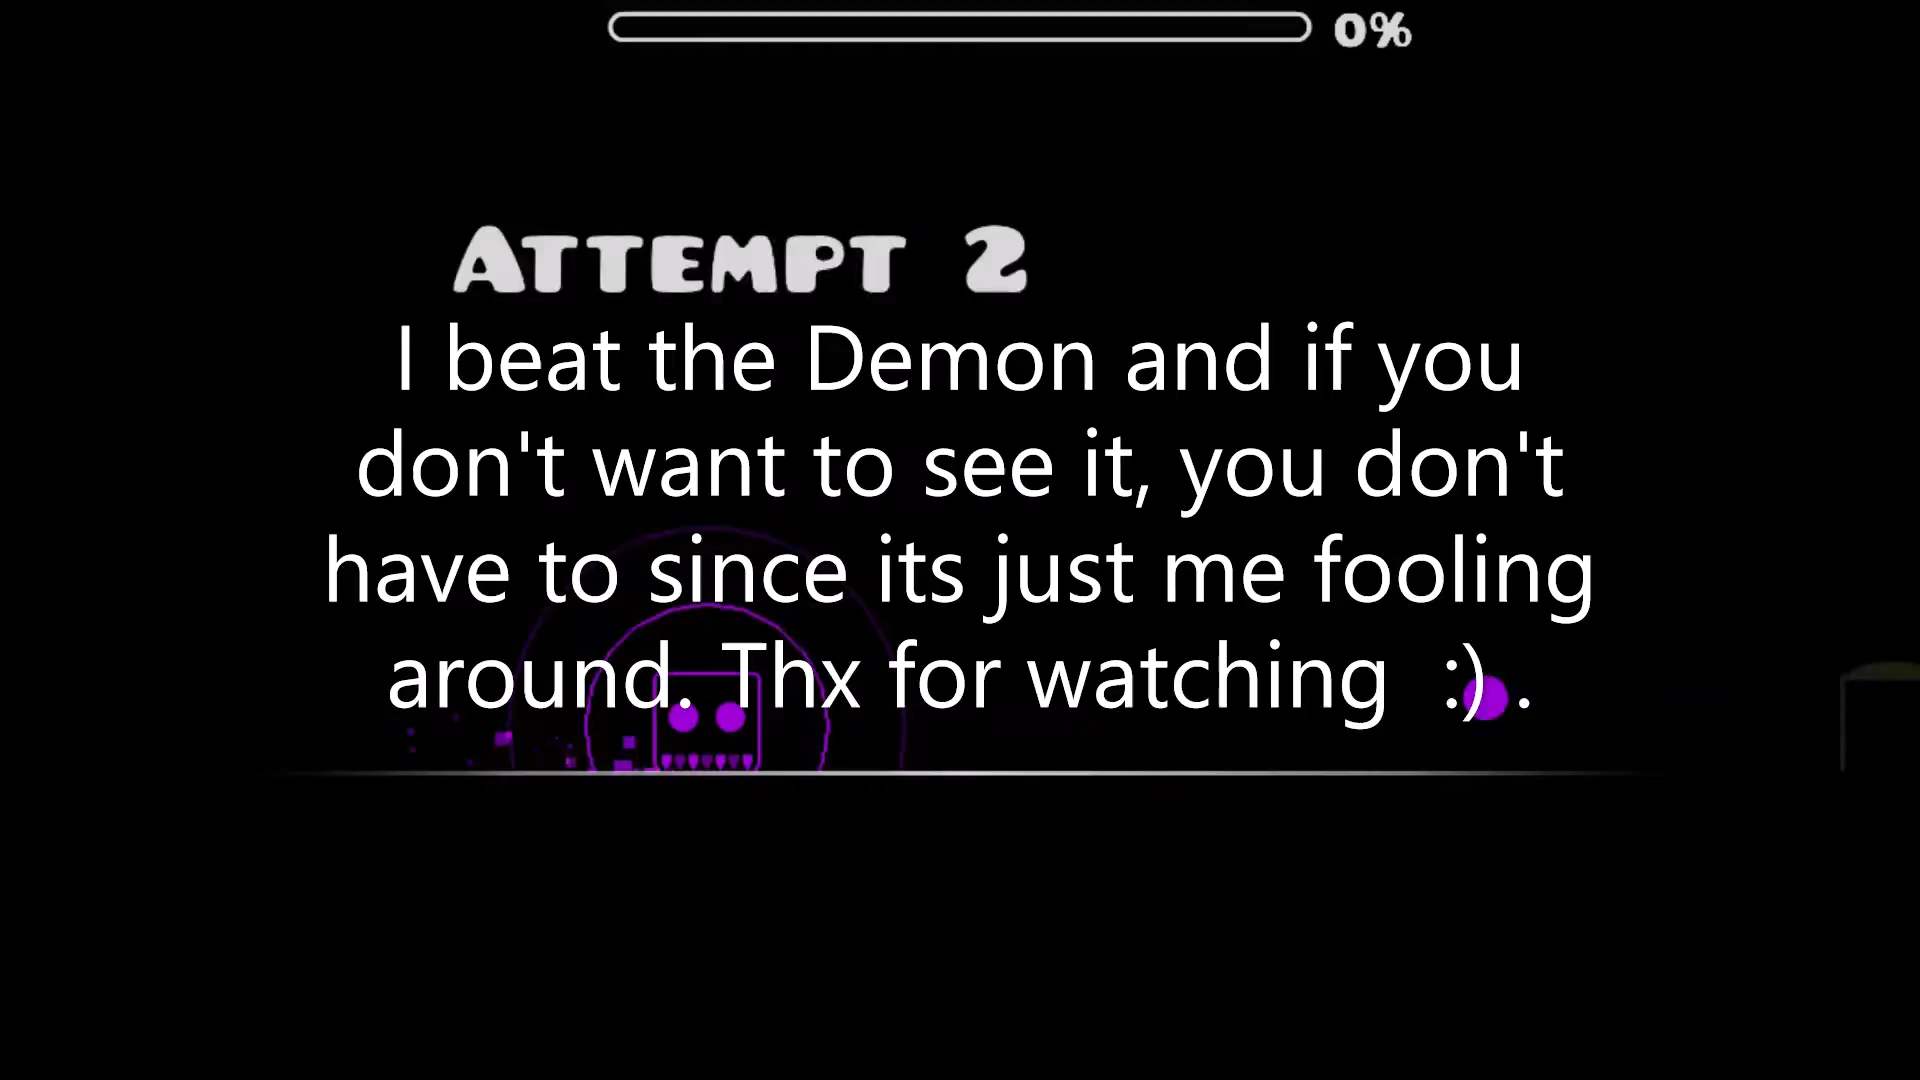 0%
ATTEMPT 2
I beat the Demon and if you
don't want to see it, you don't
have to since its just me fooling
around. Thx for watching  :) .